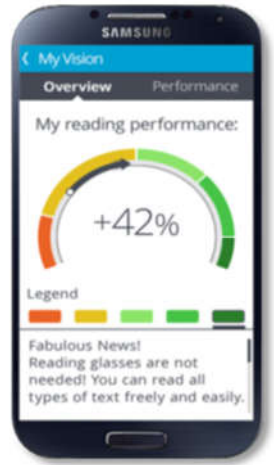 SAMSUNG
My Vision
Overview Performance
My reading performance:
+42%
Legend
Fabulous News!
Reading glasses are not
needed! You can read all
types of text freely and easily.